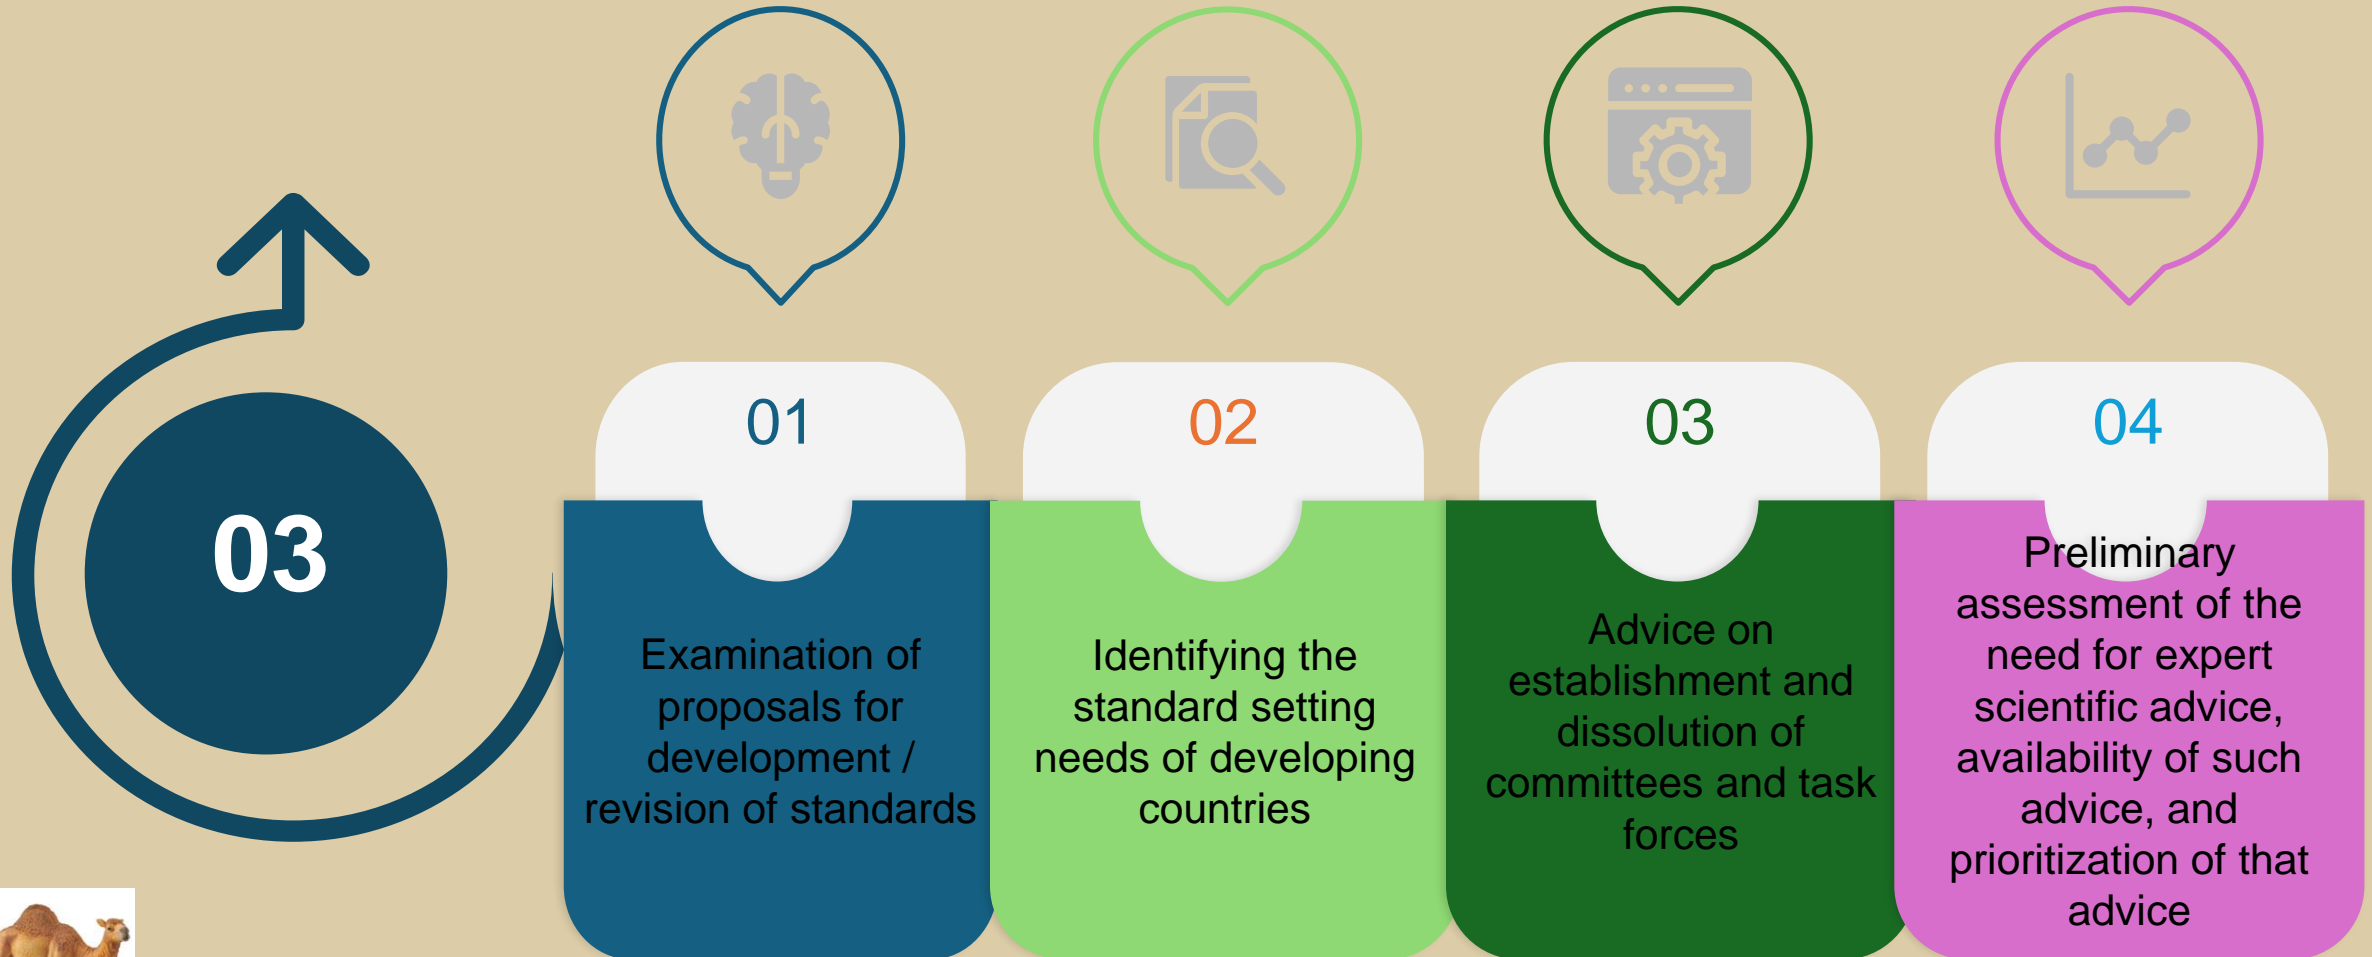 03
01
Examination of
proposals for
development /
revision of standards
02
Identifying the
standard setting
needs of developing
countries
03
Advice on
establishment and
dissolution of
committees and task
forces
04
Preliminary
assessment of the
need for expert
scientific advice,
availability of such
advice, and
prioritization of that
advice